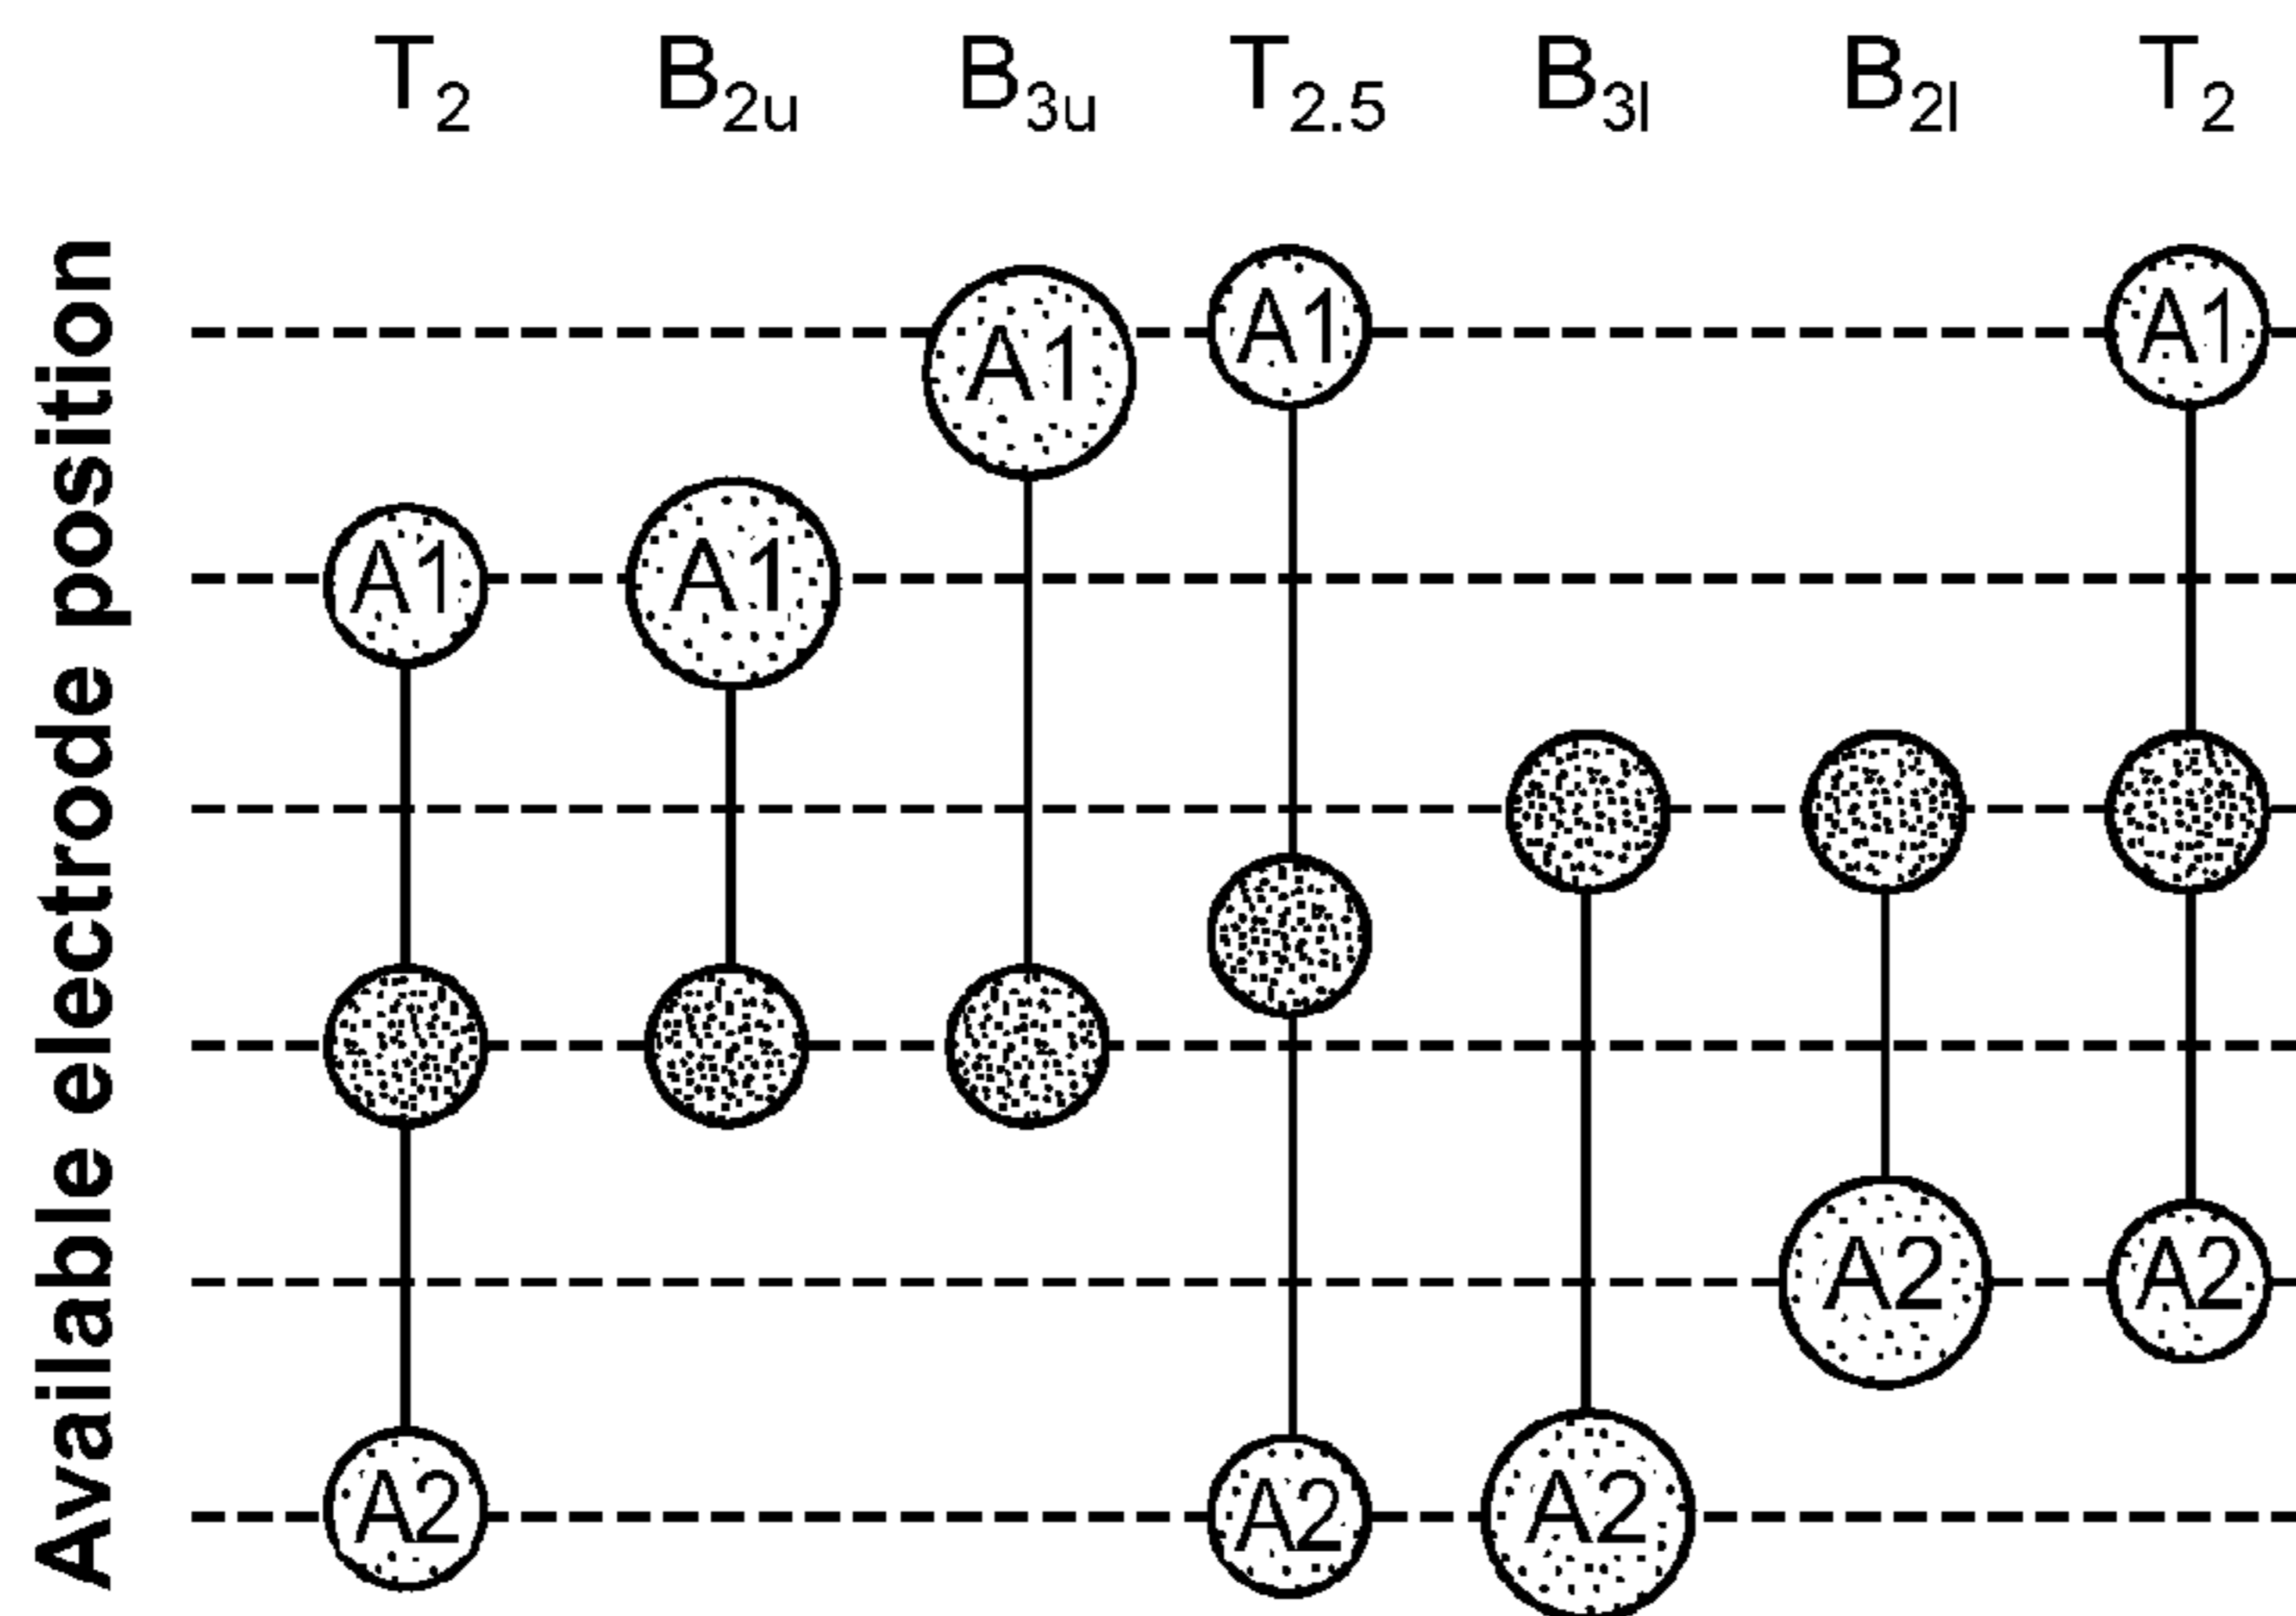 T2 B2u B3u T2.5 B3l B2l T2
Available electrode position
A1 A1
A1
A1 A1
A2 A2
A2 A2 A2